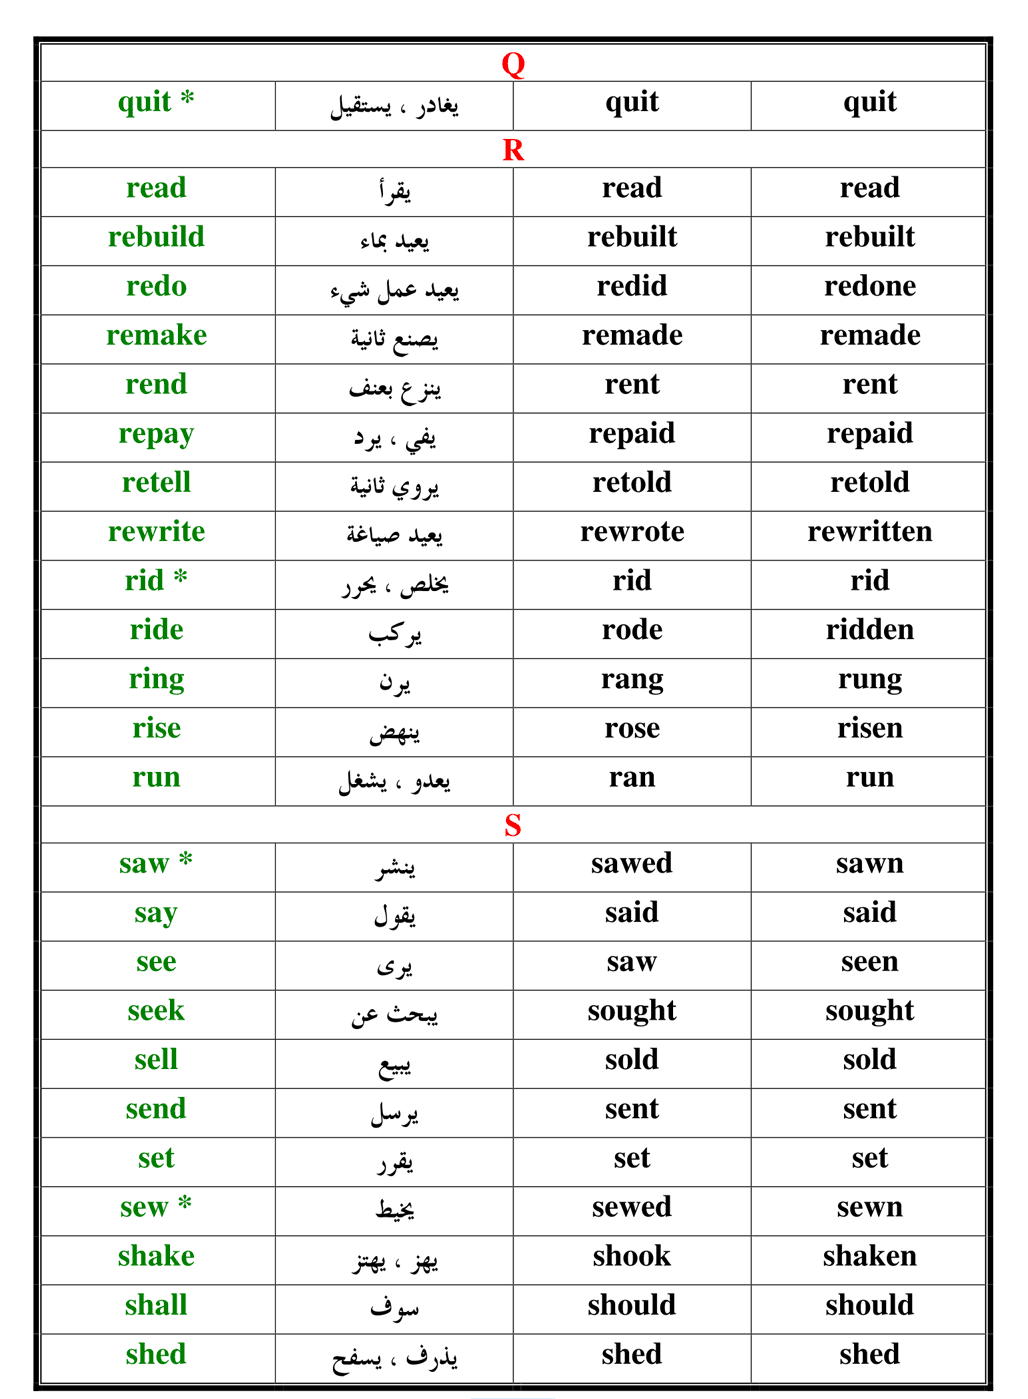 Q
quit * يغادر ، يستقيل quit quit
R
read يقرأ read read
rebuild يعيد بماء rebuilt rebuilt
redo يعيد عمل شيء redid redone
remake يصنع ثانية remade remade
rend ينزع بعنف rent rent
repay يفي ، يرد repaid repaid
retell يروي ثانية retold retold
rewrite يعيد صياغة rewrote rewritten
rid * يخلص ، يحرر rid rid
ride يركب rode ridden
ring يرن rang rung
rise ينهض rose risen
run يعدو ، يشغل ran run
S
saw * ينشر sawed sawn
say يقول said said
see يرى saw seen
seek يبحث عن sought sought
sell يبيع sold sold
send يرسل sent sent
set يقرر set set
sew * يخيط sewed sewn
shake يهز ، يهتز shook shaken
shall سوف should should
shed يذرف ، يسفح shed shed